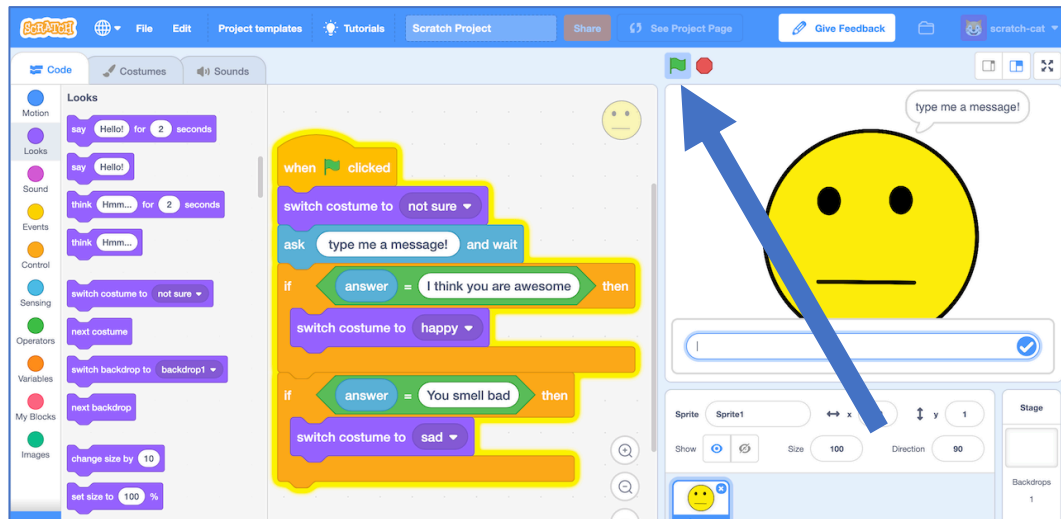 SCRATCH
File
Edit
Project templates
Tutorials
Scratch Project
Share
See Project Page
Give Feedback
scratch-cat
Code
Costumes
Sounds
Motion
Looks
Sound
Events
Control
Sensing
Operators
Variables
My Blocks
Images
Looks
say Hello! for 2 seconds
say Hello!
think Hmm... for 2 seconds
think Hmm...
switch costume to not sure
next costume
switch backdrop to backdrop1
next backdrop
change size by 10
set size to 100 %
when clicked
switch costume to not sure
ask type me a message! and wait
if answer = I think you are awesome then
switch costume to happy
if answer = You smell bad then
switch costume to sad
type me a message!
Sprite Sprite1 x y 1
Show Size 100 Direction 90
Stage
Backdrops
1